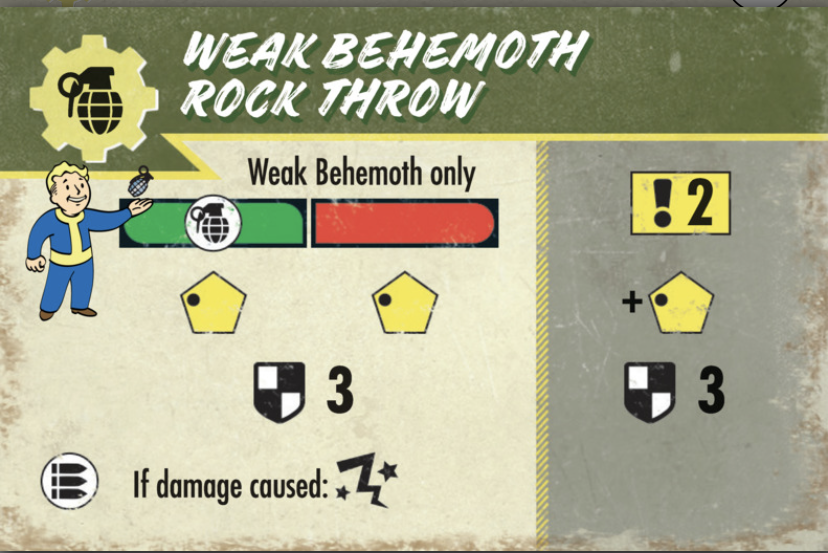 WEAK BEHEMOTH
ROCK THROW
Weak Behemoth only
! 2
+
3
3
If damage caused: